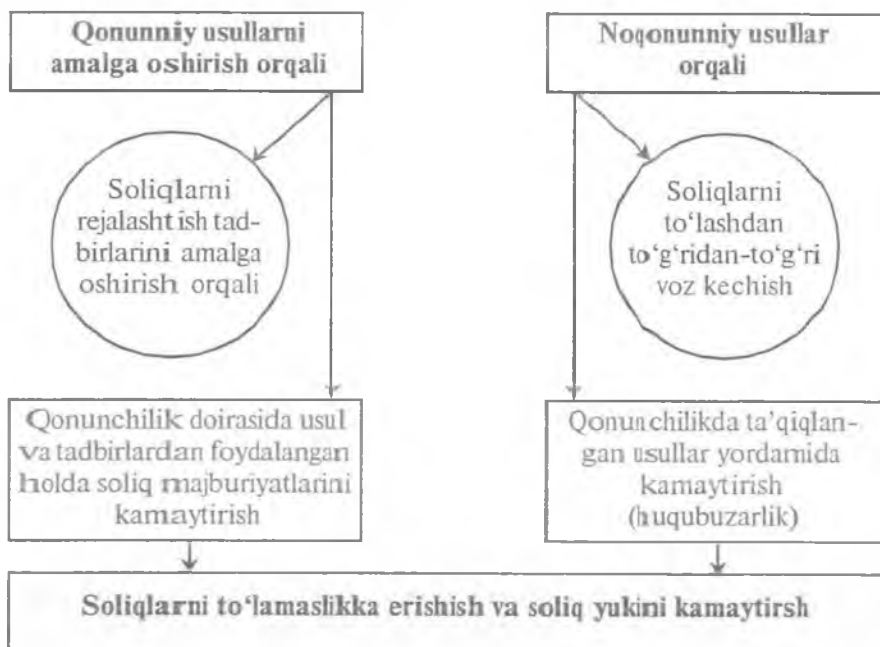 Qonunniy usullarni
amalga oshirish orqali
Noqonunniy usullar
orqali
Soliqlarni
rejalasht ish tad-
birlarini amalga
oshirish orqali
Soliqlarni
to‘lashdan
to‘g‘ridan-to‘g‘ri
voz kechish
Qonunchilik doirasida usul
va tadbirlardan foydalangan
holda soliq majburiyatlarini
kamaytirish
Qonunchilikda ta’qiqlan-
gan usullar yordamida
kamaytirish
(huqubuzarlik)
Soliqlarni to‘lamaslikka erishish va soliq yukini kamaytirsh